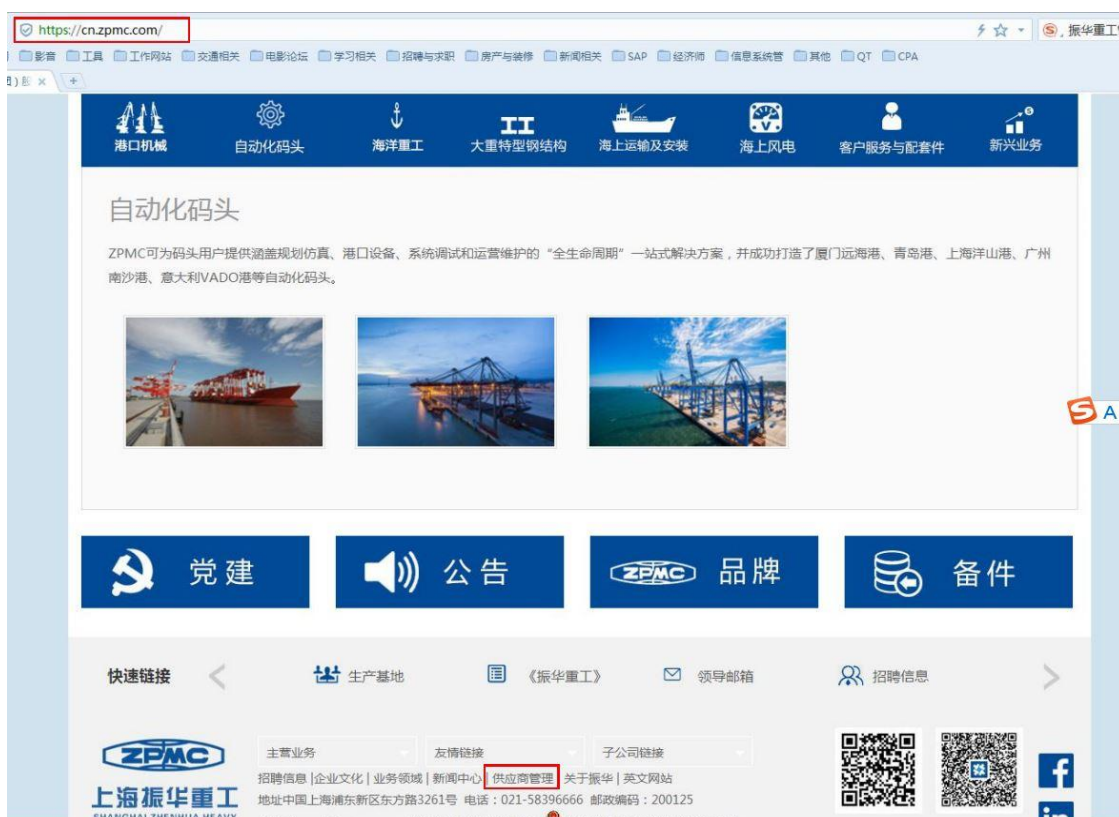 https://cn.zpmc.com/
振华重工
影音 工具 工作网站 交通相关 电影论坛 学习相关 招聘与求职 房产与装修 新闻相关 SAP 经济师 信息系统管 其他 QT CPA
港口机械 自动化码头 海洋重工 大重特型钢结构 海上运输及安装 海上风电 客户服务与配套件 新兴业务
自动化码头
ZPMC可为码头用户提供涵盖规划仿真、港口设备、系统调试和运营维护的“全生命周期”一站式解决方案，并成功打造了厦门远海港、青岛港、上海洋山港、广州
南沙港、意大利VADO港等自动化码头。
A
党建 公告 ZPMC 品牌 备件
快速链接 生产基地 《振华重工》 领导邮箱 招聘信息
ZPMC
主营业务 友情链接 子公司链接
招聘信息|企业文化|业务领域|新闻中心|供应商管理|关于振华|英文网站
上海振华重工
地址中国上海浦东新区东方路3261号 电话：021-58396666 邮政编码：200125
SHANGHAI ZHENHUA HEAVY